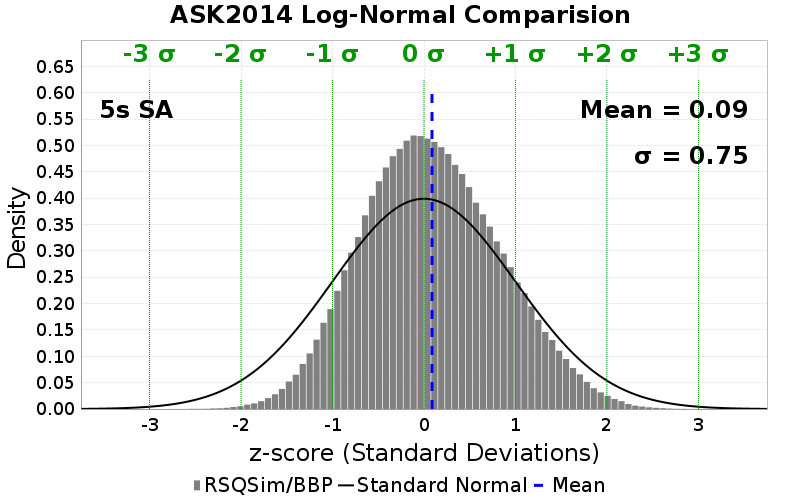 ASK2014 Log-Normal Comparision
-3 σ -2 σ -1 σ 0 σ +1 σ +2 σ +3 σ
5s SA
Mean = 0.09
σ = 0.75
Density
0.65
0.60
0.55
0.50
0.45
0.40
0.35
0.30
0.25
0.20
0.15
0.10
0.05
0.00
-3 -2 -1 0 1 2 3
z-score (Standard Deviations)
RSQSim/BBP Standard Normal Mean